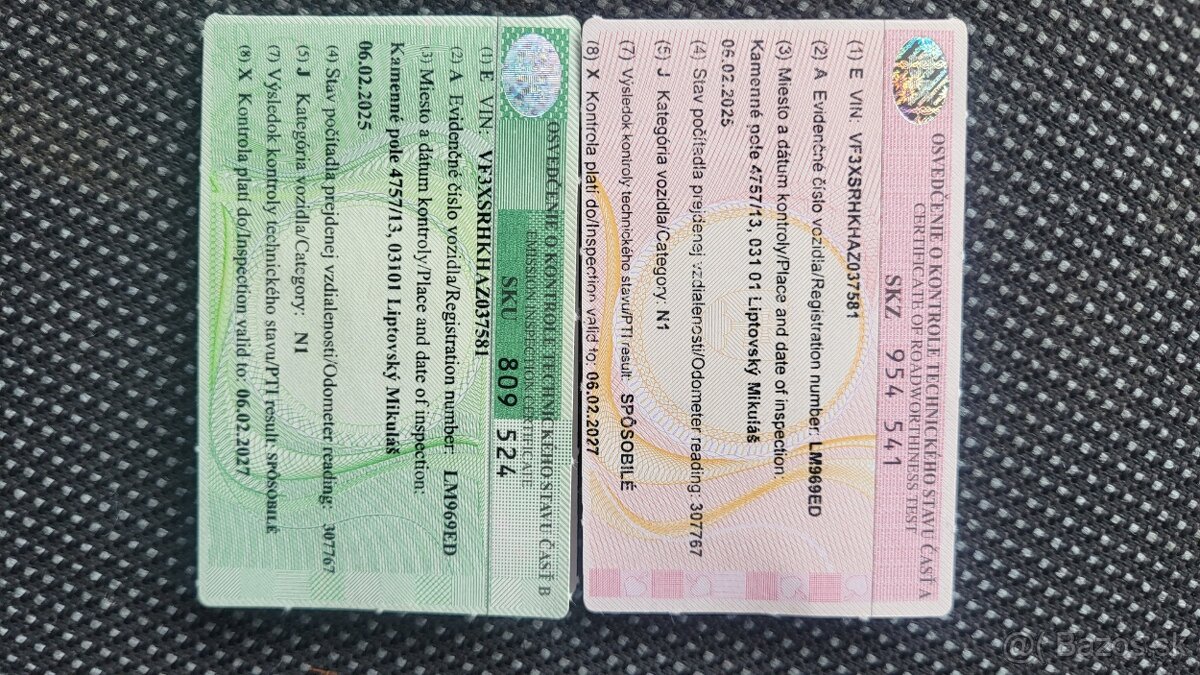 OSVEDČENIE O KONTROLE TECHNICKÉHO STAVU ČASŤ B
EMISSION INSPECTION CERTIFICATE
SKU 809 524
(1) E VIN: VF3XSRHKHAZ037581
(2) A Evidenčné číslo vozidla/Registration number: LM969ED
(3) Miesto a dátum kontroly/Place and date of inspection:
Kamenné pole 4757/13, 03101 Liptovský Mikuláš
06.02.2025
(4) Stav počítadla prejdenej vzdialenosti/Odometer reading: 307767
(5) J Kategória vozidla/Category: N1
(7) Výsledok kontroly technického stavu/PTI result SPÔSOBILÉ
(8) X Kontrola platí do/Inspection valid to: 06.02.2027
OSVEDČENIE O KONTROLE TECHNICKÉHO STAVU ČASŤ A
CERTIFICATE OF ROADWORTHINESS TEST
SKZ 954 541
(1) E VIN: VF3XSRHKHAZ037581
(2) A Evidenčné číslo vozidla/Registration number: LM969ED
(3) Miesto a dátum kontroly/Place and date of inspection:
Kamenné pole 4757/13, 031 01 Liptovský Mikuláš
06.02.2025
(4) Stav počítadla prejdenej vzdialenosti/Odometer reading: 307767
(5) J Kategória vozidla/Category: N1
(7) Výsledok kontroly technického stavu/PTI result: SPÔSOBILÉ
(8) X Kontrola platí do/Inspection valid to: 06.02.2027
@( Bazos.sk